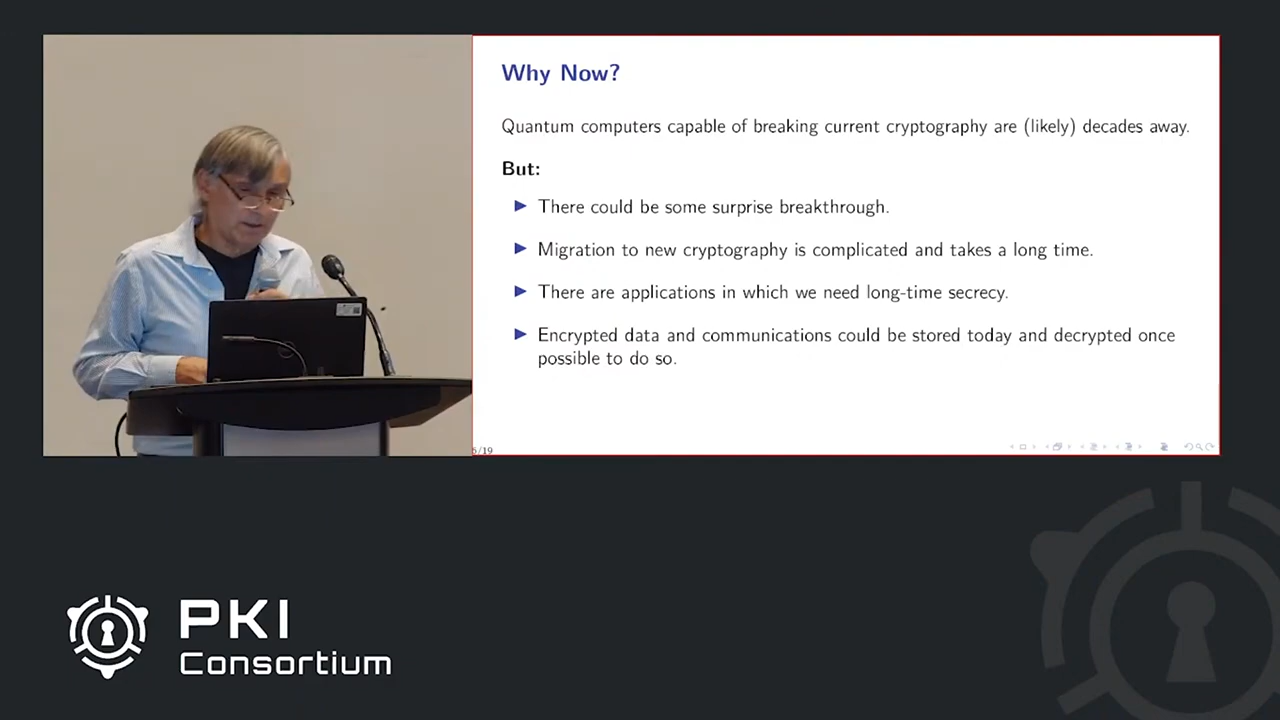 Why Now?
Quantum computers capable of breaking current cryptography are (likely) decades away.
But:
There could be some surprise breakthrough.
Migration to new cryptography is complicated and takes a long time.
There are applications in which we need long-time secrecy.
Encrypted data and communications could be stored today and decrypted once
possible to do so.
/19
PKI
Consortium